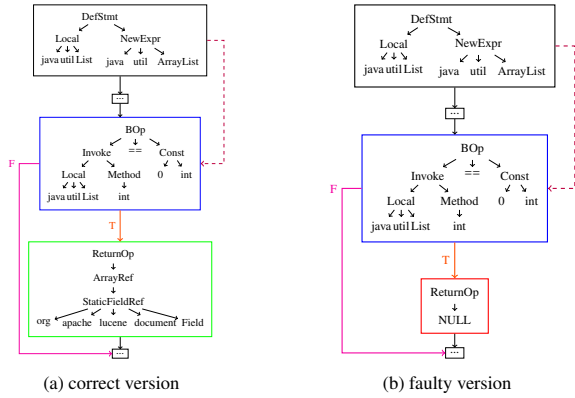 DefStmt
Local NewExpr
java util List java util ArrayList
...
BOp
Invoke == Const
Local Method 0 int
java util List int
F
T
ReturnOp
ArrayRef
StaticFieldRef
org apache lucene document Field
...
(a) correct version
DefStmt
Local NewExpr
java util List java util ArrayList
...
BOp
Invoke == Const
Local Method 0 int
java util List int
F
T
ReturnOp
NULL
...
(b) faulty version